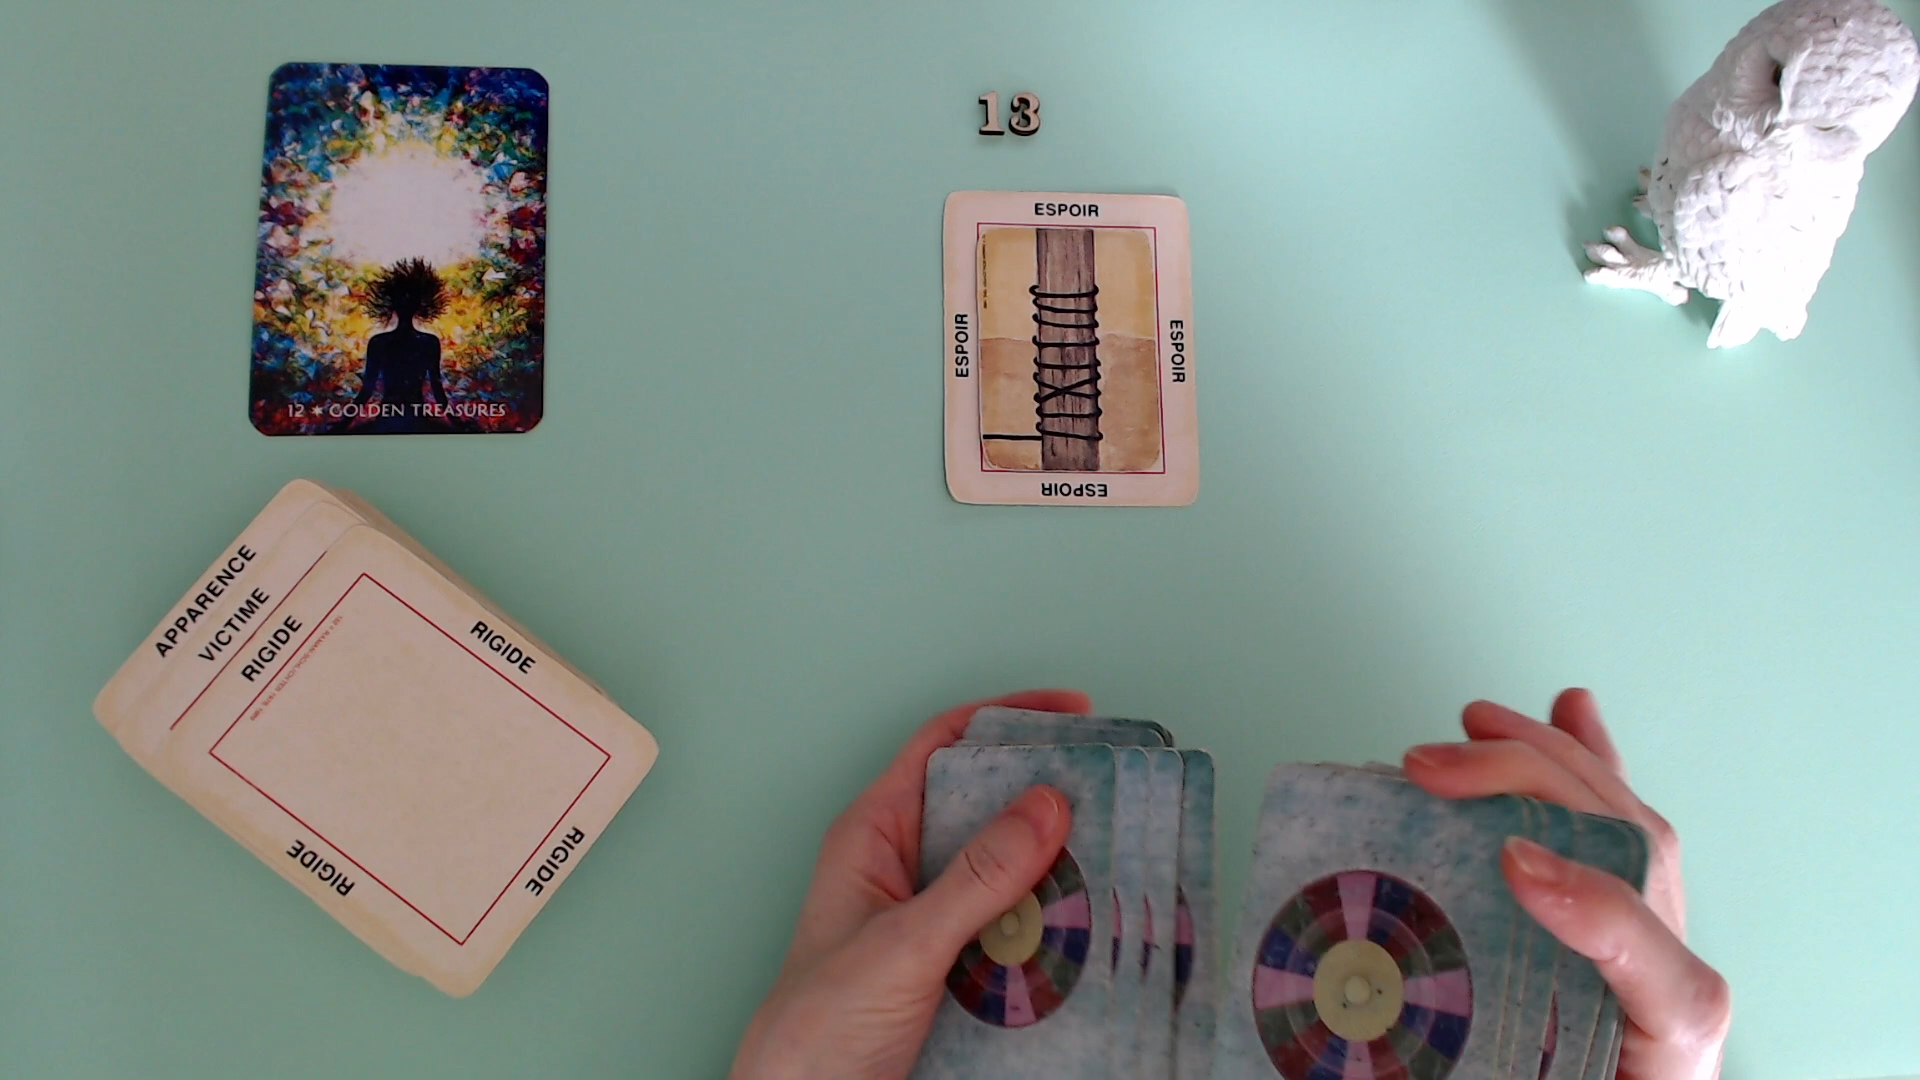 12 ✶ GOLDEN TREASURES
13
ESPOIR
ESPOIR
ESPOIR
ESPOIR
APPARENCE
VICTIME
RIGIDE
RIGIDE
RIGIDE
RIGIDE